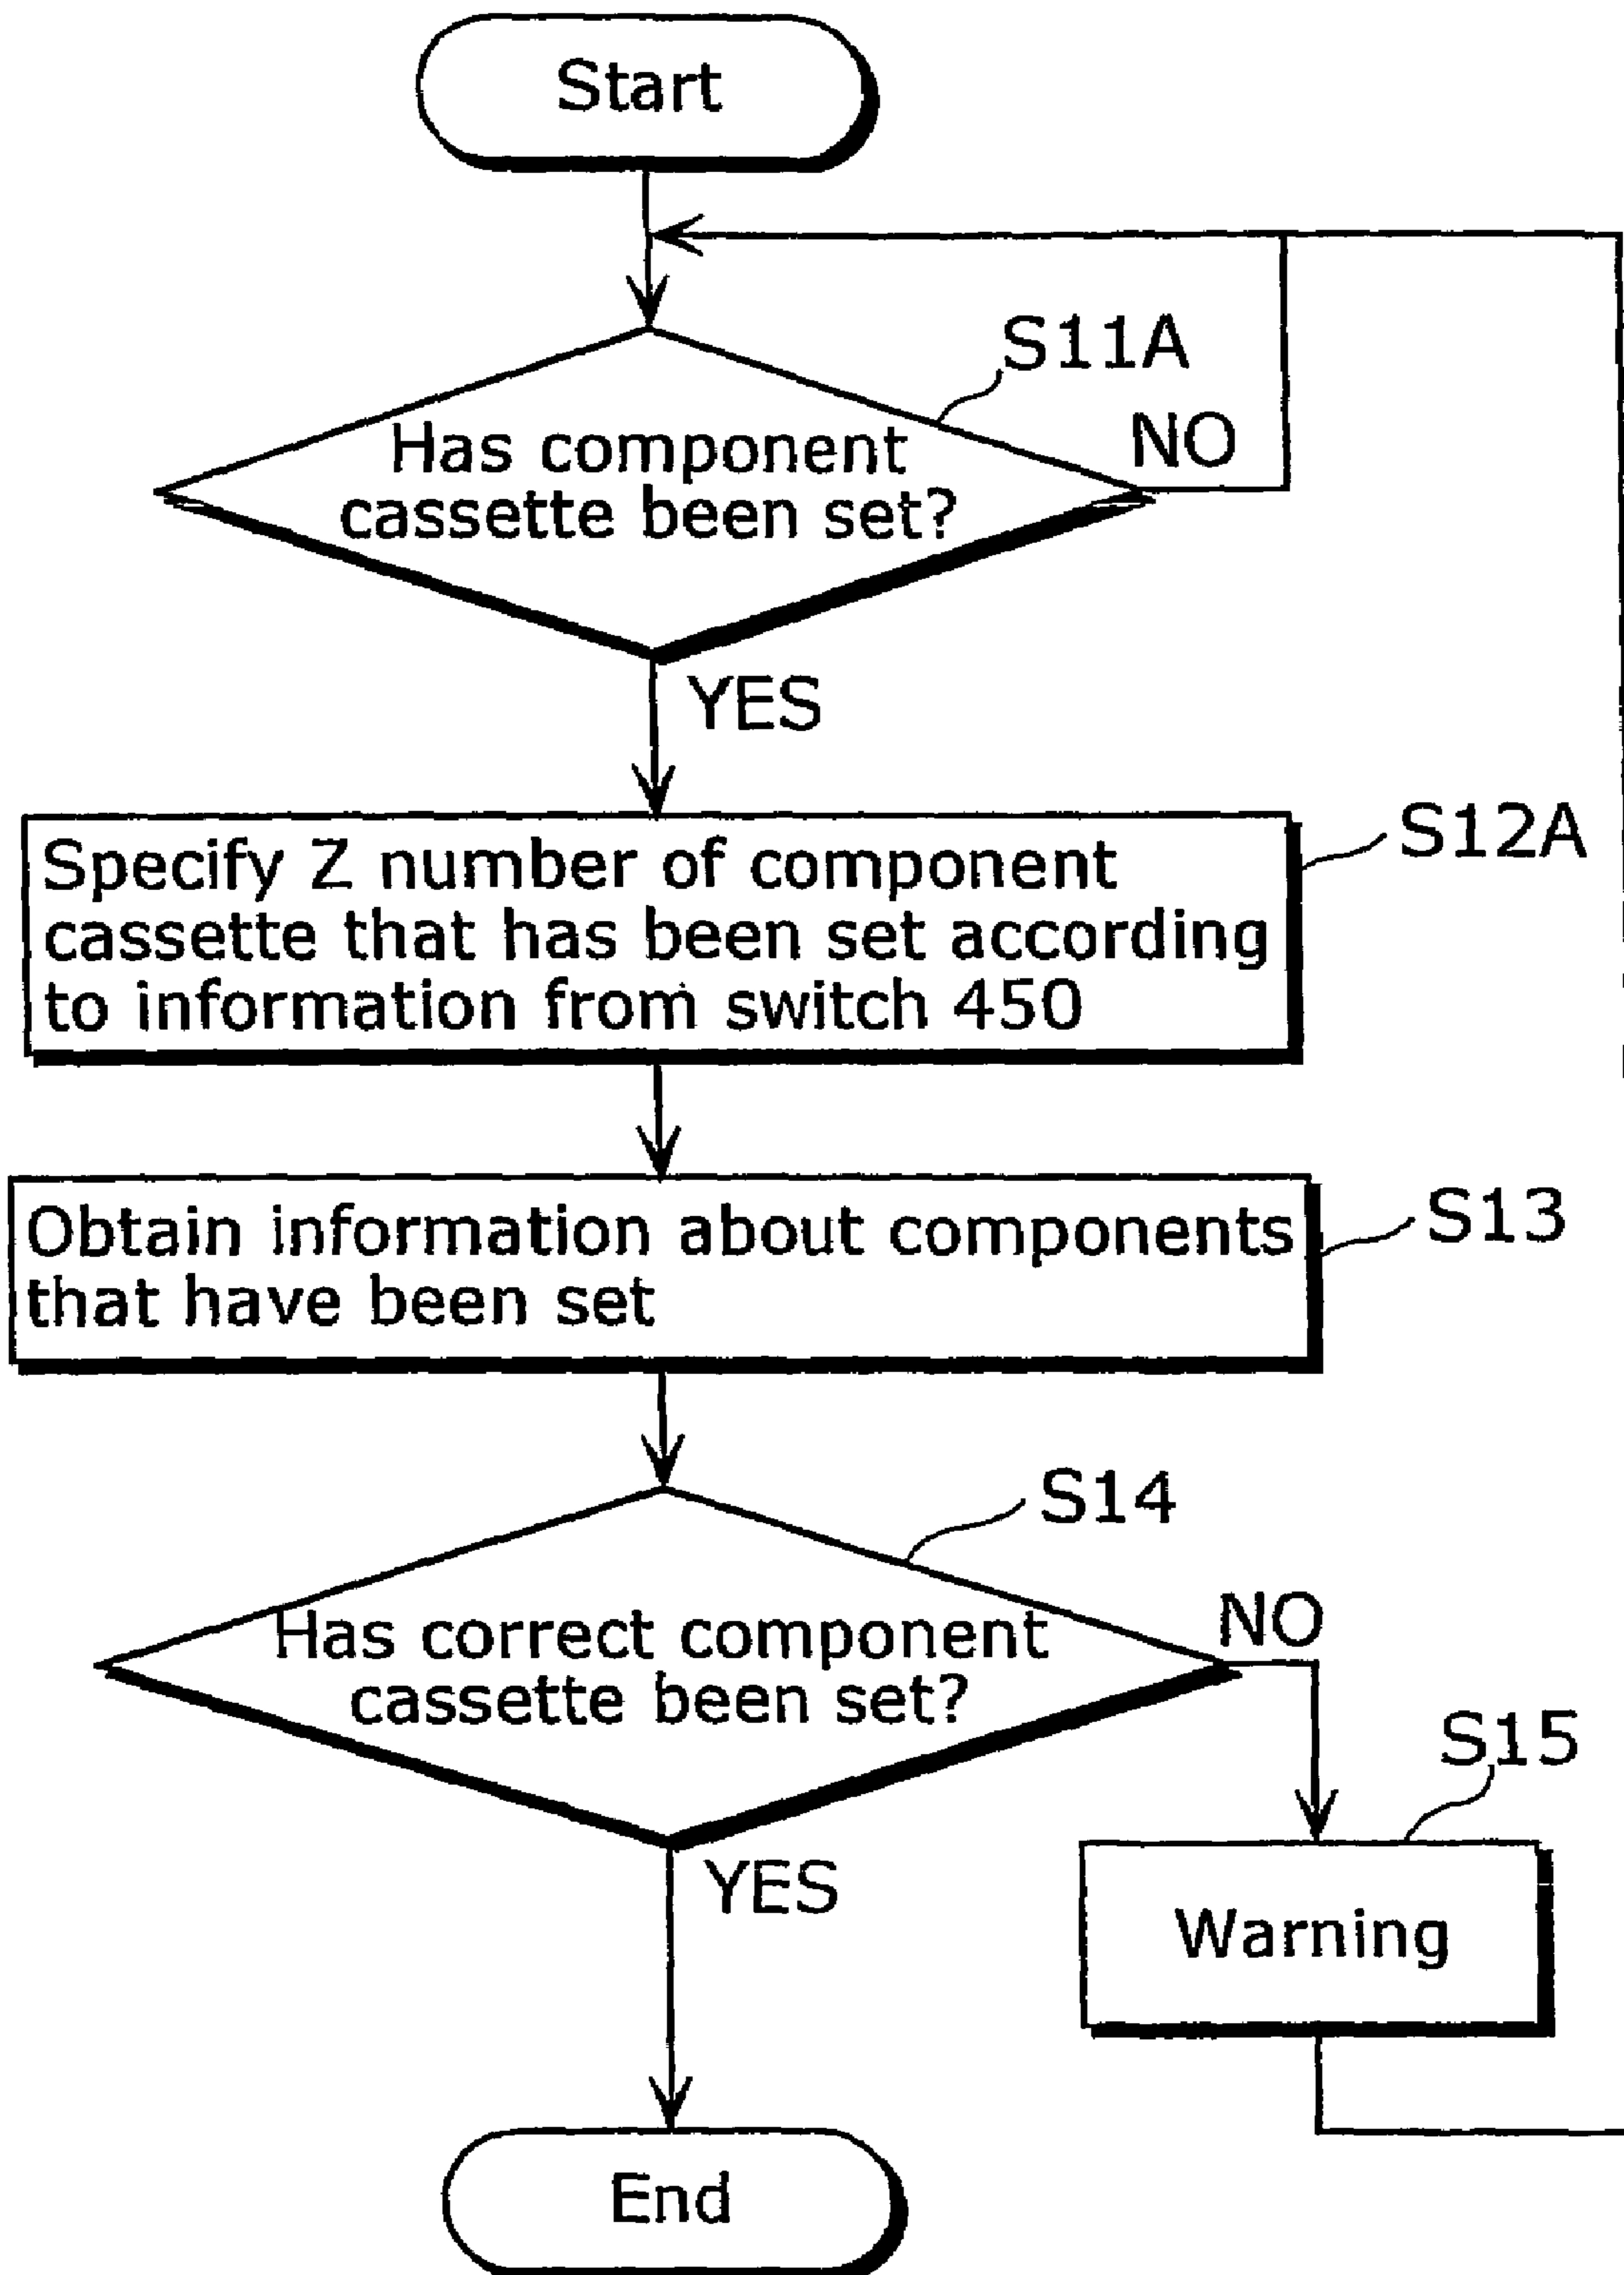 Start
S11A
Has component
cassette been set?
NO
YES
S12A
Specify Z number of component
cassette that has been set according
to information from switch 450
S13
Obtain information about components
that have been set
S14
Has correct component
cassette been set?
NO
S15
YES
Warning
End